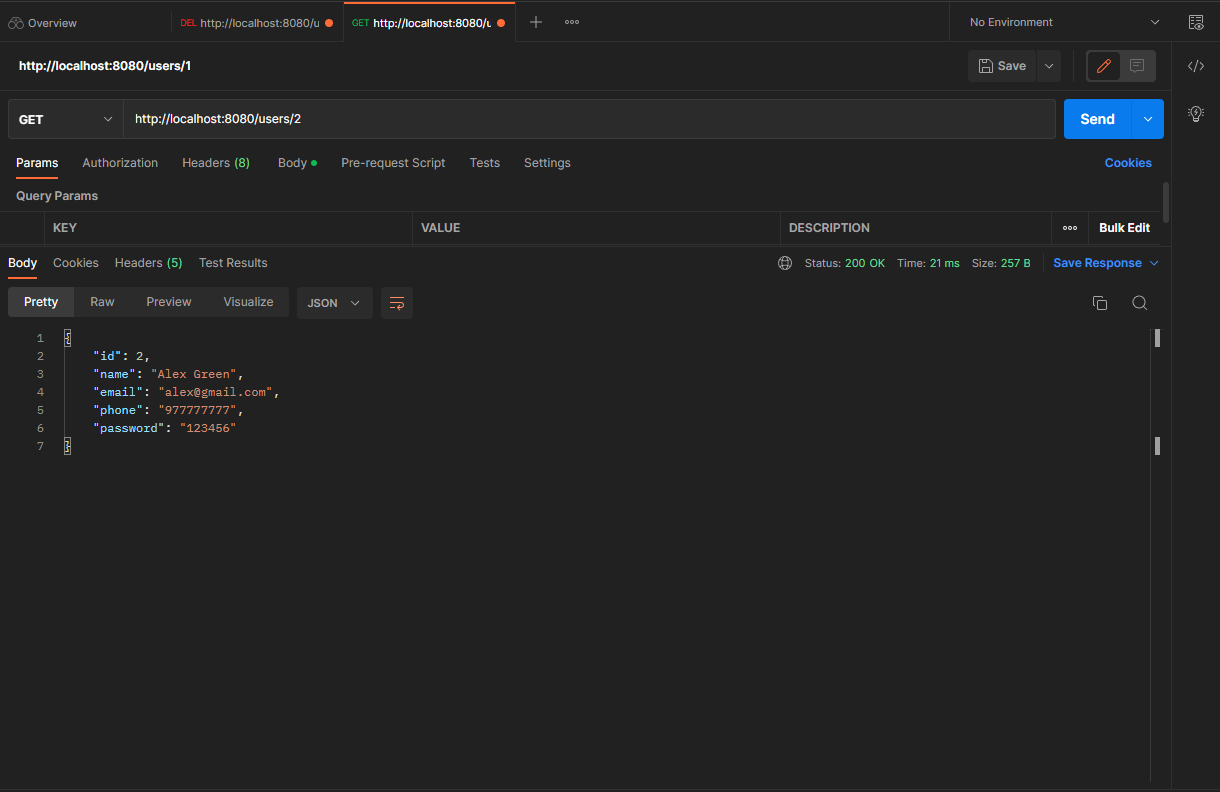 Overview
DEL http://localhost:8080/u
GET http://localhost:8080/u
No Environment
http://localhost:8080/users/1
Save
GET
http://localhost:8080/users/2
Send
Params Authorization Headers (8) Body Pre-request Script Tests Settings Cookies
Query Params
KEY VALUE DESCRIPTION Bulk Edit
Body Cookies Headers (5) Test Results Status: 200 OK Time: 21 ms Size: 257 B Save Response
Pretty Raw Preview Visualize JSON
1 {
2 "id": 2,
3 "name": "Alex Green",
4 "email": "alex@gmail.com",
5 "phone": "977777777",
6 "password": "123456"
7 }